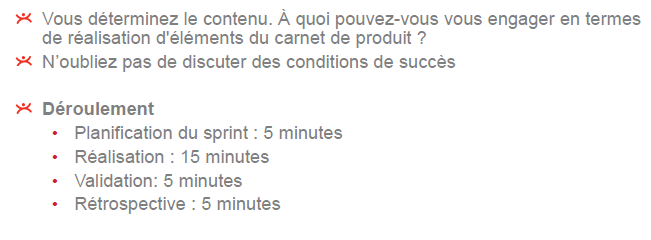 Vous déterminez le contenu. À quoi pouvez-vous vous engager en termes
de réalisation d'éléments du carnet de produit ?
N’oubliez pas de discuter des conditions de succès
Déroulement
• Planification du sprint : 5 minutes
• Réalisation : 15 minutes
• Validation: 5 minutes
• Rétrospective : 5 minutes